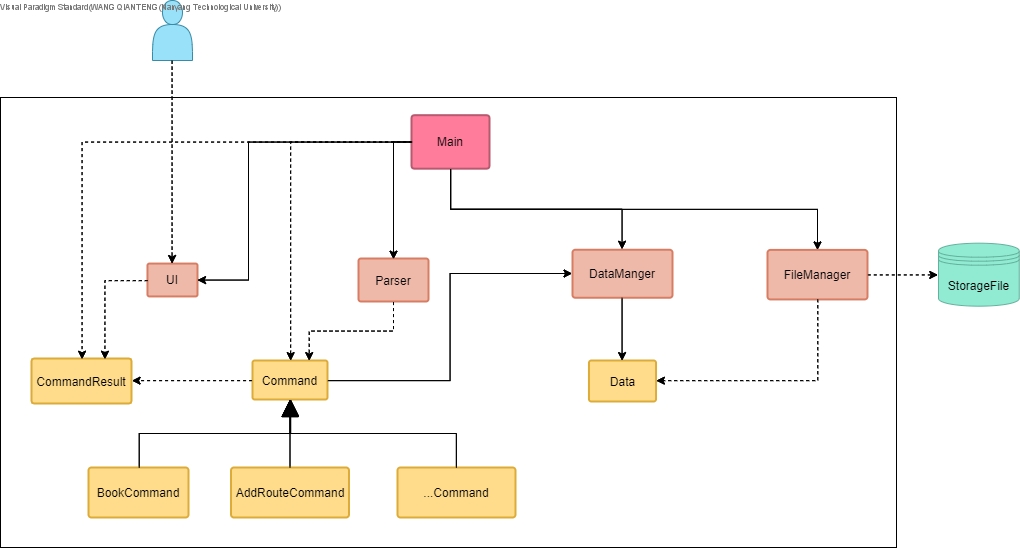 Visual Paradigm Standard(WANG QIANTENG(Nanyang Technological University))
Main
UI
Parser
DataManger
FileManager
StorageFile
CommandResult
Command
Data
BookCommand
AddRouteCommand
...Command